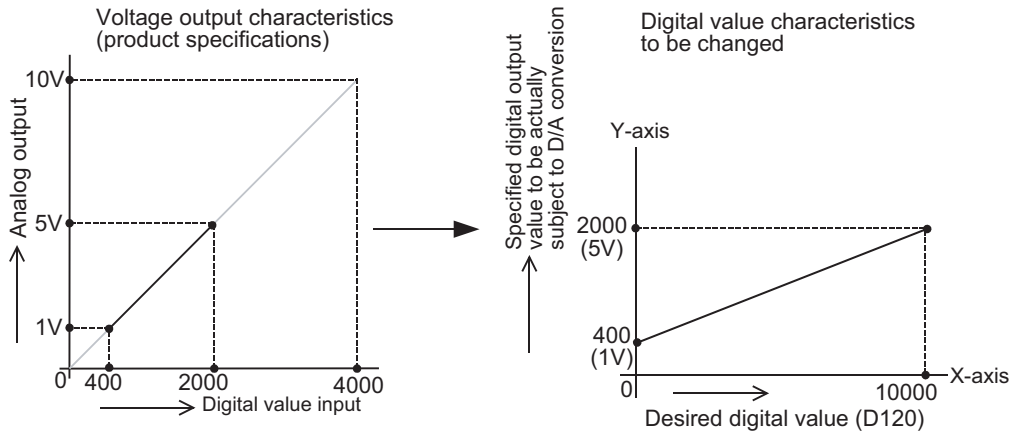 Voltage output characteristics
(product specifications)
10V
5V
1V
Analog output
0
400
2000
4000
Digital value input
Digital value characteristics
to be changed
Specified digital output
value to be actually
subject to D/A conversion
Y-axis
2000
(5V)
400
(1V)
0
10000
X-axis
Desired digital value (D120)